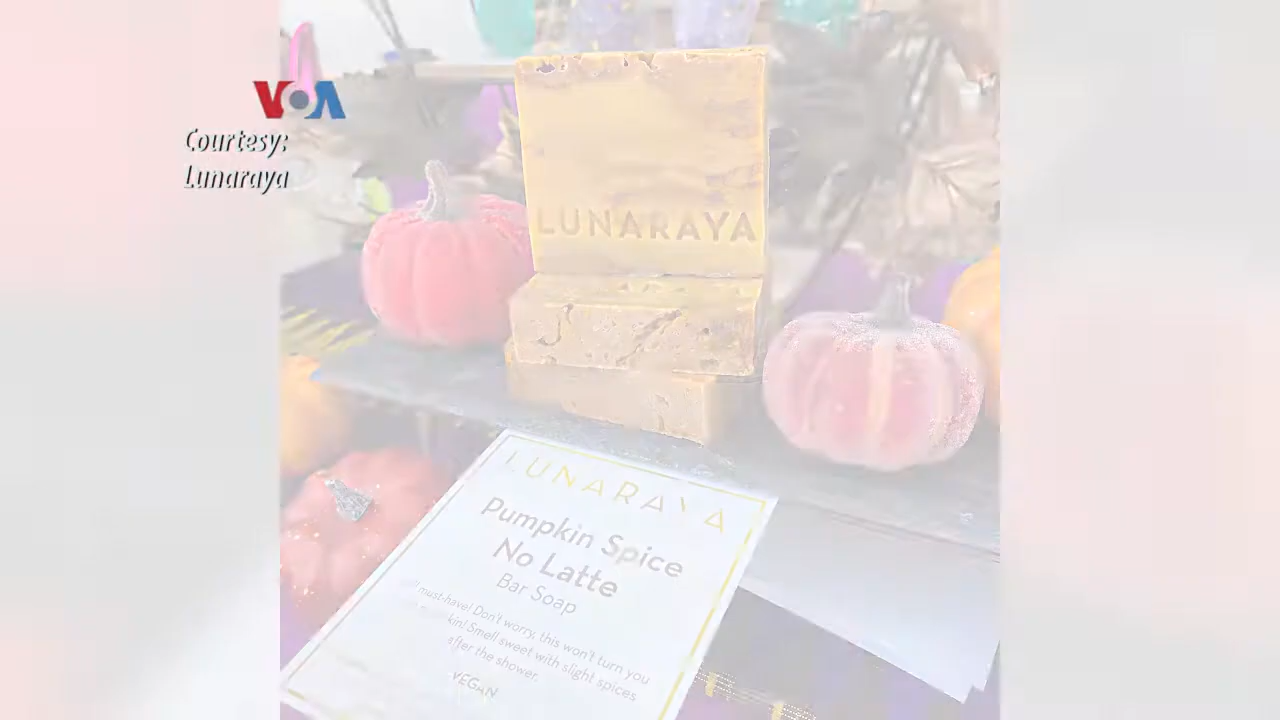 VOA
Courtesy:
Lunaraya
LUNARAYA
LUNARAYA
Pumpkin Spice
No Latte
Bar Soap
must-have! Don't worry, this won't turn you
kin! Smell sweet with slight spices
after the shower.
VEGAN